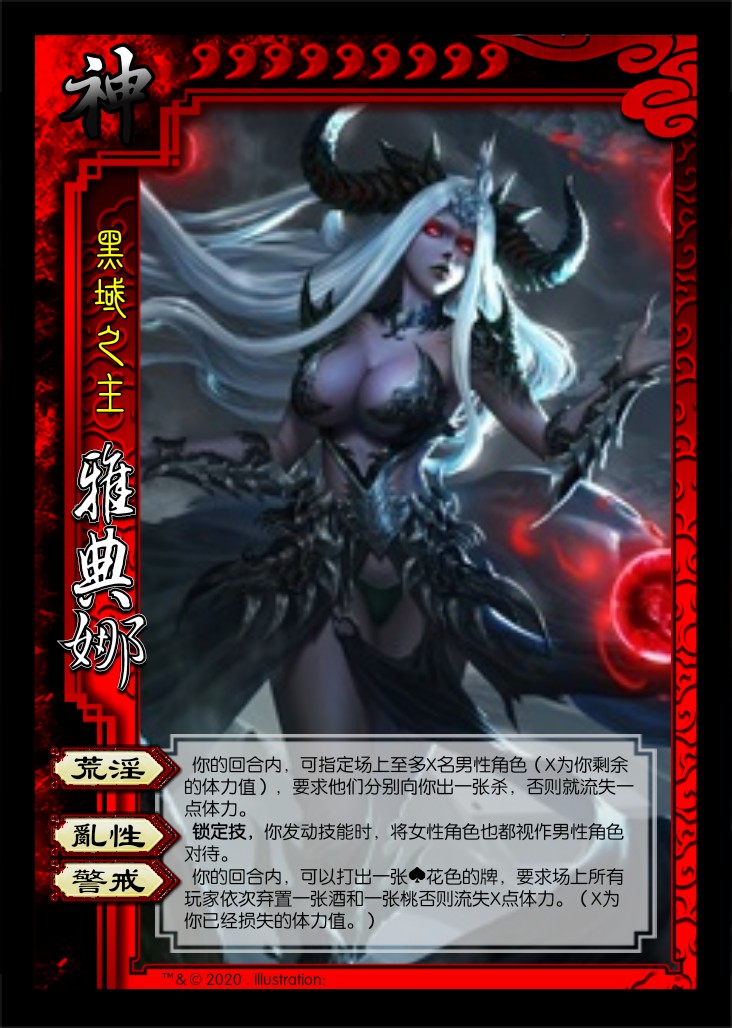 神
黑域之主
雅典娜
荒淫
你的回合内，可指定场上至多X名男性角色（X为你剩余
的体力值），要求他们分别向你出一张杀，否则就流失一
点体力。
亂性
锁定技，你发动技能时，将女性角色也都视作男性角色
对待。
警戒
你的回合内，可以打出一张♠花色的牌，要求场上所有
玩家依次弃置一张酒和一张桃否则流失X点体力。（X为
你已经损失的体力值。）
™&©2020 . Illustration: